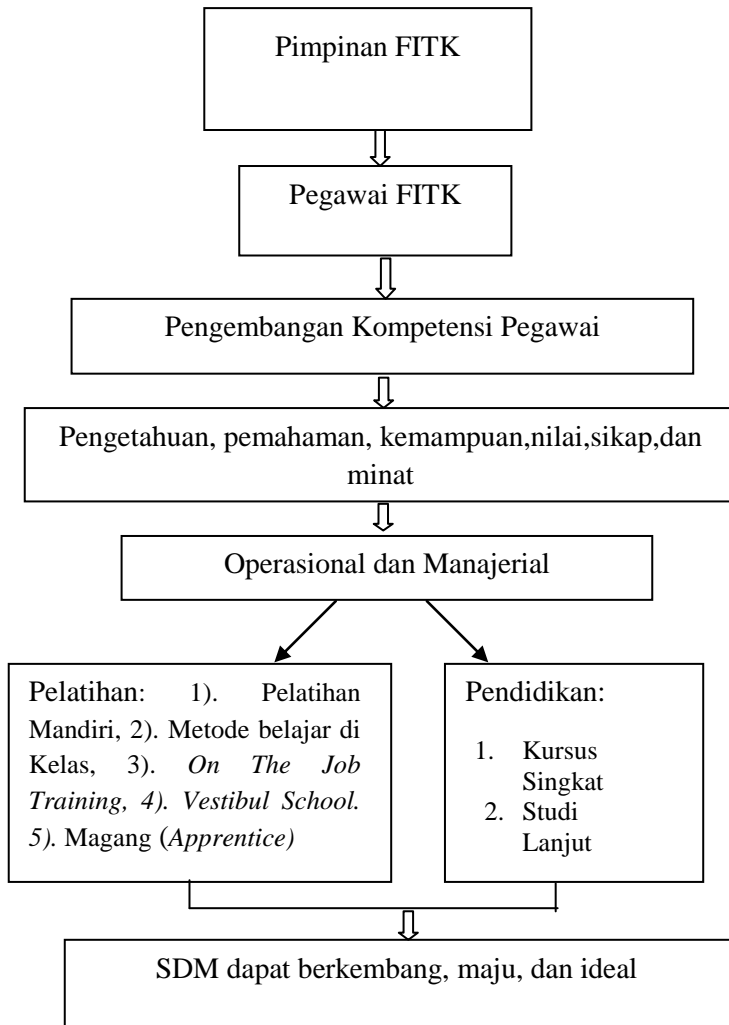 Pimpinan FITK
Pegawai FITK
Pengembangan Kompetensi Pegawai
Pengetahuan, pemahaman, kemampuan,nilai,sikap,dan
minat
Operasional dan Manajerial
Pelatihan: 1). Pelatihan
Mandiri, 2). Metode belajar di
Kelas, 3). On The Job
Training, 4). Vestibul School.
5). Magang (Apprentice)
Pendidikan:
1. Kursus
Singkat
2. Studi
Lanjut
SDM dapat berkembang, maju, dan ideal